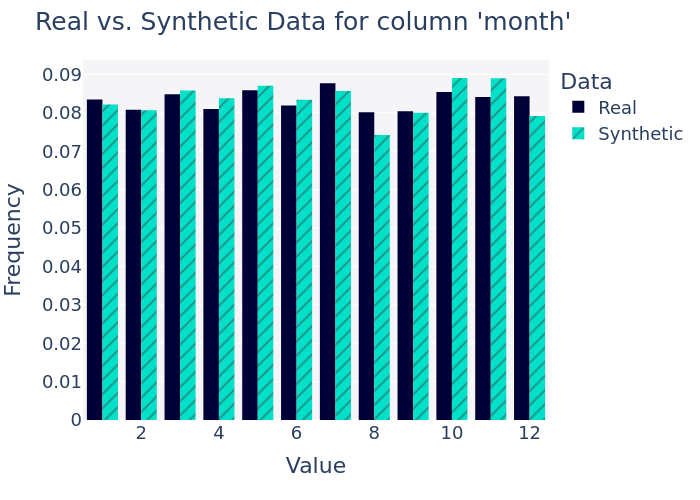 Real vs. Synthetic Data for column 'month'
0.09
0.08
0.07
0.06
0.05
0.04
0.03
0.02
0.01
0
Frequency
2 4 6 8 10 12
Value
Data
Real
Synthetic